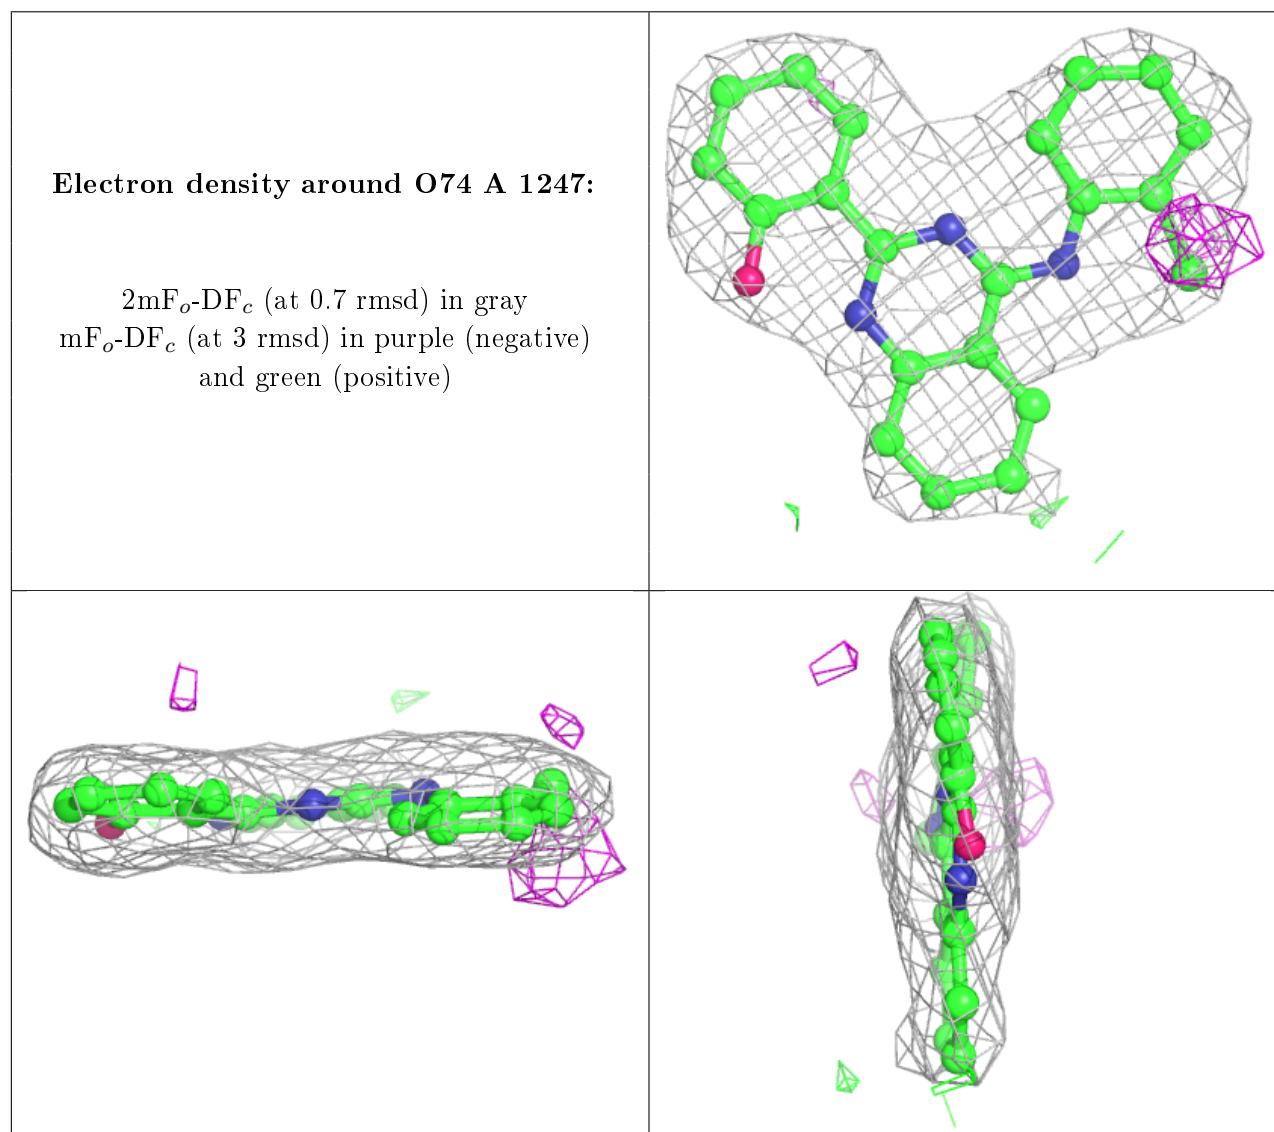 Electron density around O74 A 1247:
2mFₒ-DF𝒸 (at 0.7 rmsd) in gray
mFₒ-DF𝒸 (at 3 rmsd) in purple (negative)
and green (positive)